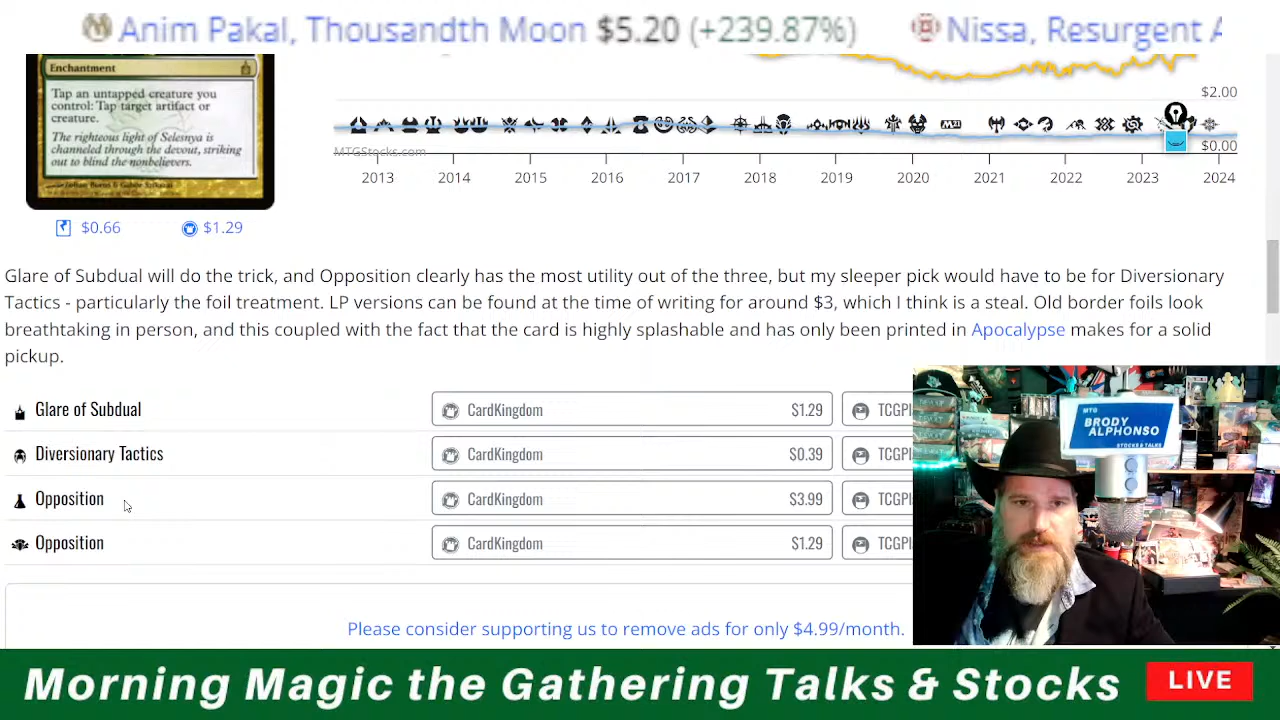 Anim Pakal, Thousandth Moon $5.20 (+239.87%) Nissa, Resurgent
Enchantment
Tap an untapped creature you
control: Tap target artifact or
creature.
The righteous light of Selesnya is
channeled through the devout, striking
out to blind the nonbelievers.
$0.66 $1.29
$2.00
$0.00
MTGStocks.com
2013 2014 2015 2016 2017 2018 2019 2020 2021 2022 2023 2024
Glare of Subdual will do the trick, and Opposition clearly has the most utility out of the three, but my sleeper pick would have to be for Diversionary
Tactics - particularly the foil treatment. LP versions can be found at the time of writing for around $3, which I think is a steal. Old border foils look
breathtaking in person, and this coupled with the fact that the card is highly splashable and has only been printed in Apocalypse makes for a solid
pickup.
Glare of Subdual CardKingdom $1.29 TCGPl
Diversionary Tactics CardKingdom $0.39 TCGPl
Opposition CardKingdom $3.99 TCGPl
Opposition CardKingdom $1.29 TCGPl
Please consider supporting us to remove ads for only $4.99/month.
MTG
BRODY
ALPHONSO
STOCKS & TALKS
Morning Magic the Gathering Talks & Stocks LIVE